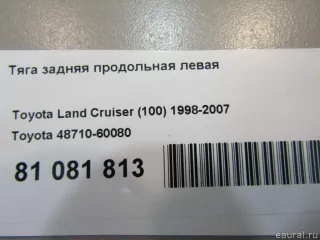 Тяга задняя продольная левая
Toyota Land Cruiser (100) 1998-2007
Toyota 48710-60080
81 081 813
eaural.ru